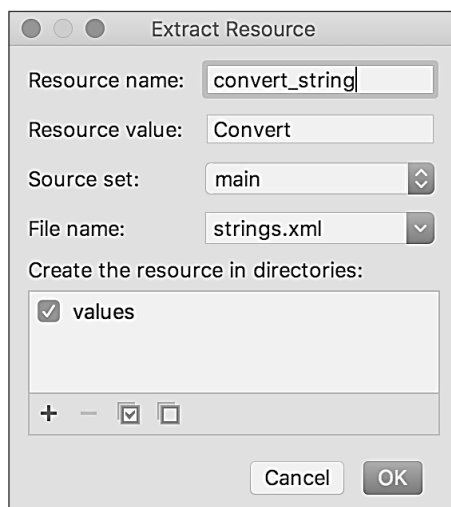 Extract Resource
Resource name: convert_string
Resource value: Convert
Source set: main
File name: strings.xml
Create the resource in directories:
values
Cancel OK